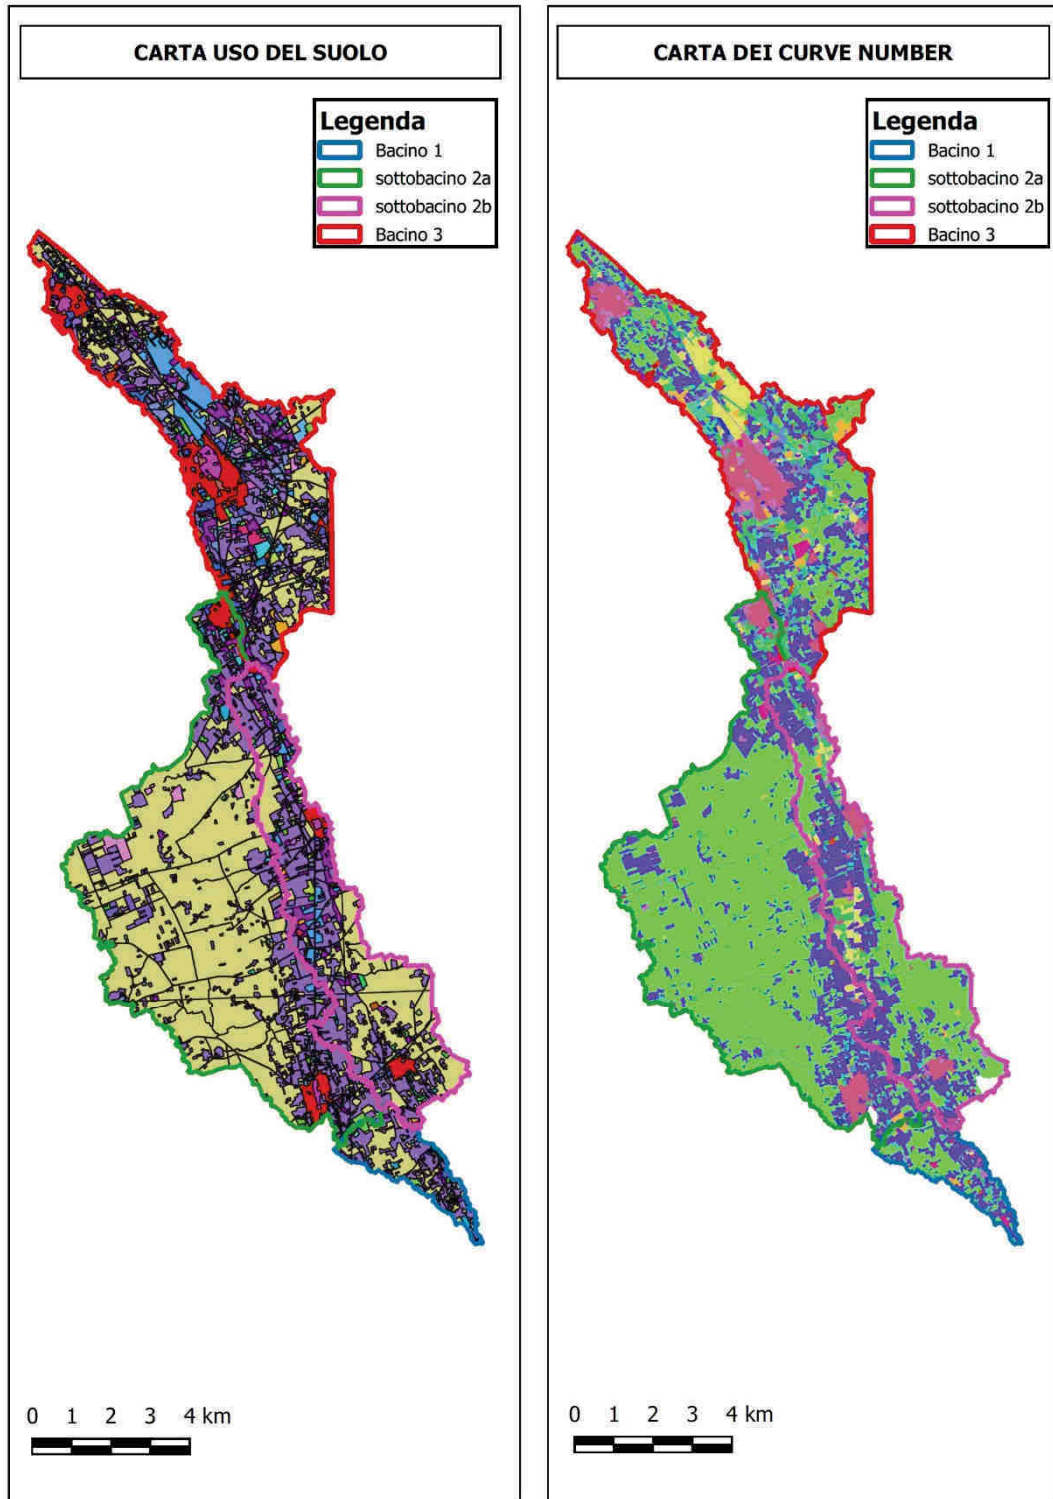 CARTA USO DEL SUOLO
Legenda
Bacino 1
sottobacino 2a
sottobacino 2b
Bacino 3
0 1 2 3 4 km
CARTA DEI CURVE NUMBER
Legenda
Bacino 1
sottobacino 2a
sottobacino 2b
Bacino 3
0 1 2 3 4 km